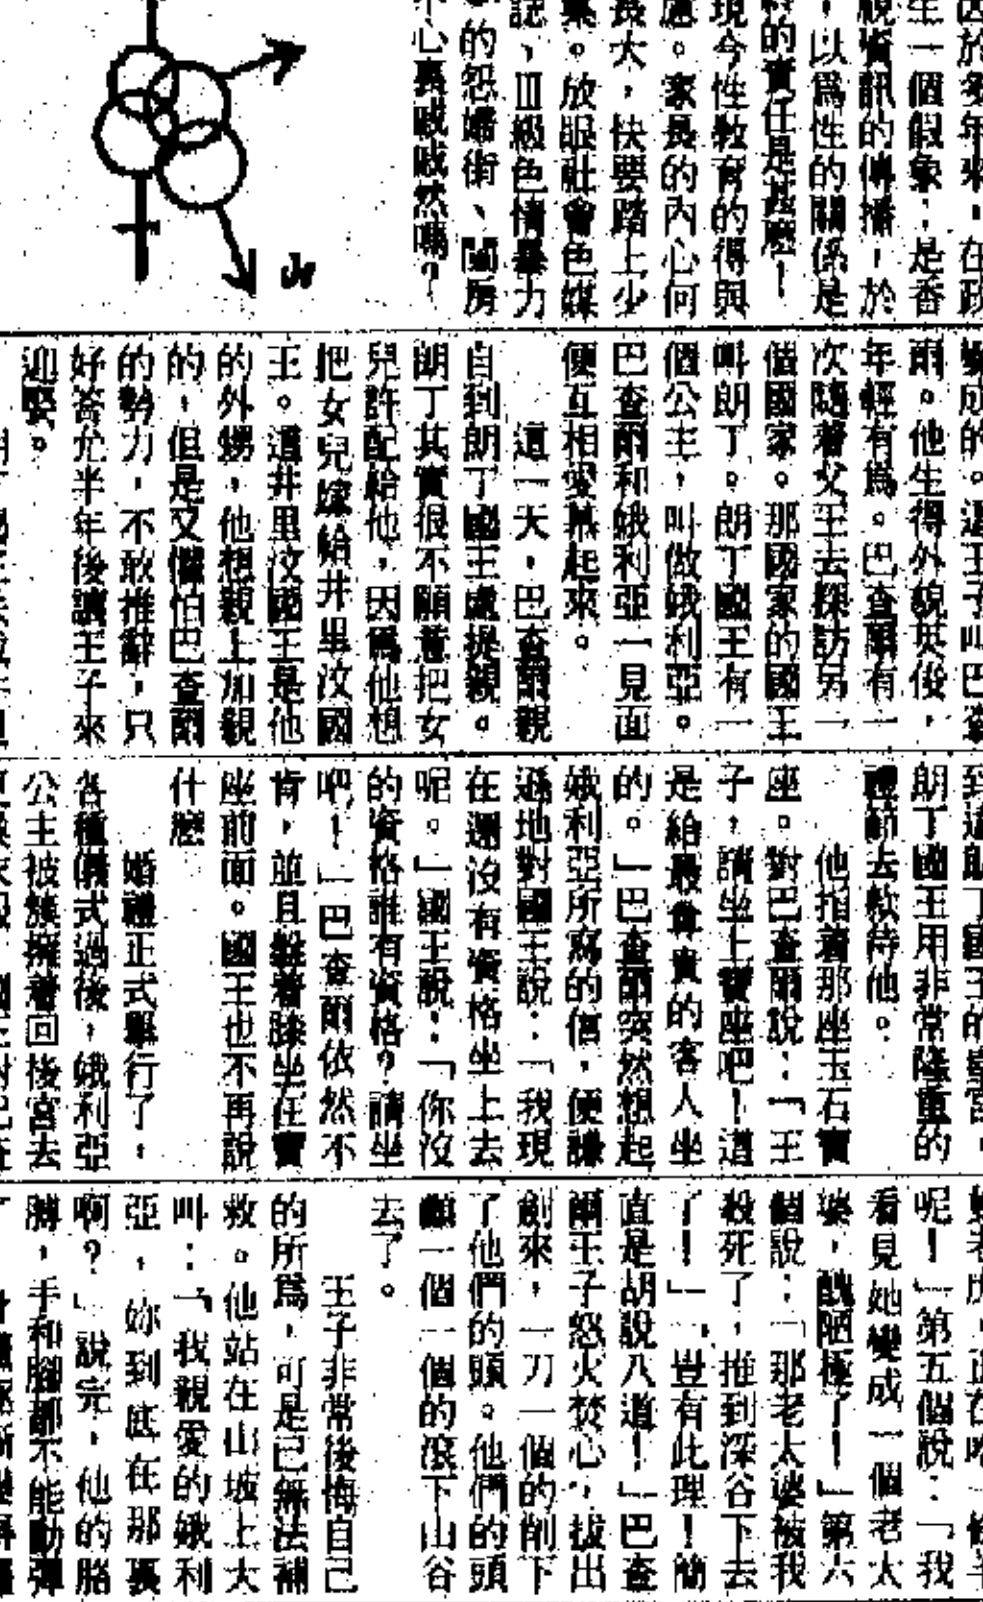 因於多年來，在政
生一個假象：是香
視資訊的傳播，於
，以為性的關係是
的責任是甚麼！
現今性教育的得與
慮。家長的內心何
長大，快要踏上少
業。放眼社會色媒
誌、III級色情暴力
的怨婦街、闔房
不心裏戚戚然嗎？
變成的。這王子叫巴查
爾。他生得外貌英俊，
年輕有為。巴查爾有一
次隨着父王去探訪另一
個國家。那國家的國王
叫朗丁。朗丁國王有一
個公主，叫做娥利亞。
巴查爾和娥利亞一見面
便互相愛慕起來。
這一天，巴查爾親
自到朗丁國王處提親。
朗丁其實很不願意把女
兒許配給他，因為他想
把女兒嫁給井里汶國
王。這井里汶國王是他
的外甥，他想親上加親
的，但是又懼怕巴查爾
的勢力，不敢推辭，只
好答允半年後讓王子來
迎娶。
到這朗丁國王的皇宮，
朗丁國王用非常隆重的
禮節去款待他。
他指着那座玉石寶
座。對巴查爾說：「王
子，請坐上寶座吧！這
是給最尊貴的客人坐
的。」巴查爾突然想起
娥利亞所寫的信，便謙
遜地對國王說：「我現
在還沒有資格坐上去
呢。」國王說：「你沒
的資格誰有資格？請坐
吧！」巴查爾依然不
肯，並且盤着膝坐在寶
座前面。國王也不再說
什麼
婚禮正式舉行了，
各種儀式過後，娥利亞
公主被簇擁着回後宮去
呢！」第五個說：「我
看見她變成一個老太
婆，醜陋極了！」第六
個說：「那老太婆被我
殺死了，推到深谷下去
了！」「豈有此理！簡
直是胡說八道！」巴查
爾王子怒火焚心，拔出
劍來，一刀一個的削下
了他們的頭。他們的頭
顱一個一個的滾下山谷
去了。
王子非常後悔自己
的所為，可是已無法補
救。他站在山坡上大
叫：「我親愛的娥利
亞，妳到底在那裏
啊？」說完，他的胳
膊，手和腳都不能動彈